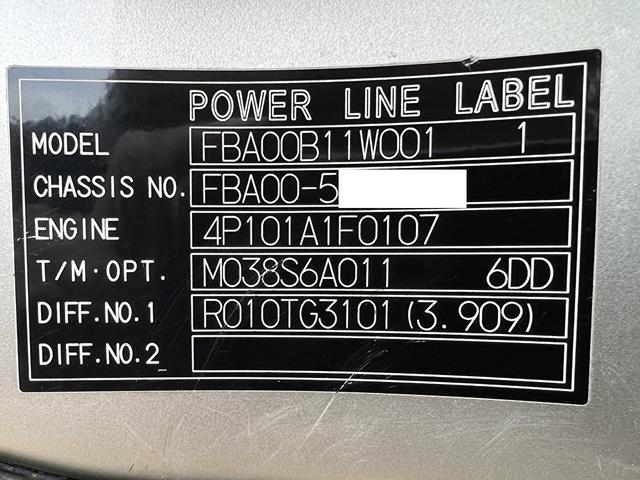 POWER LINE LABEL
MODEL FBA00B11W001 1
CHASSIS NO. FBA00-5
ENGINE 4P101A1F0107
T/M·OPT. M038S6A011 6DD
DIFF.NO.1 R010TG3101(3.909)
DIFF.NO.2